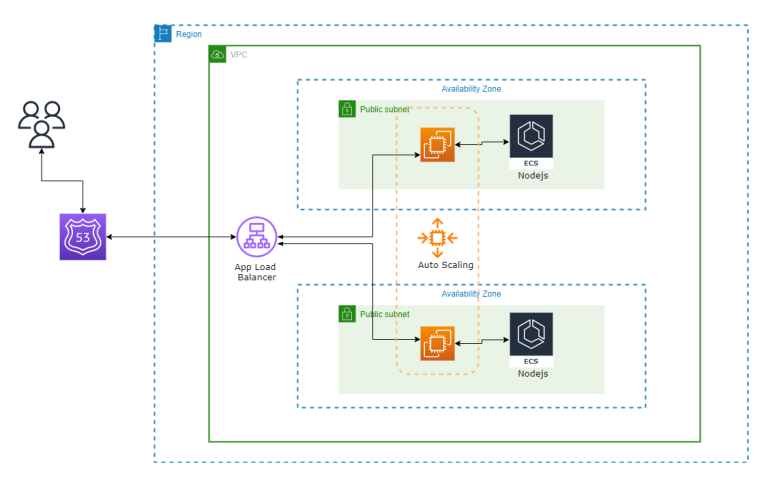 Region
VPC
Availability Zone
Public subnet
ECS
Nodejs
53
App Load
Balancer
Auto Scaling
Availability Zone
Public subnet
ECS
Nodejs